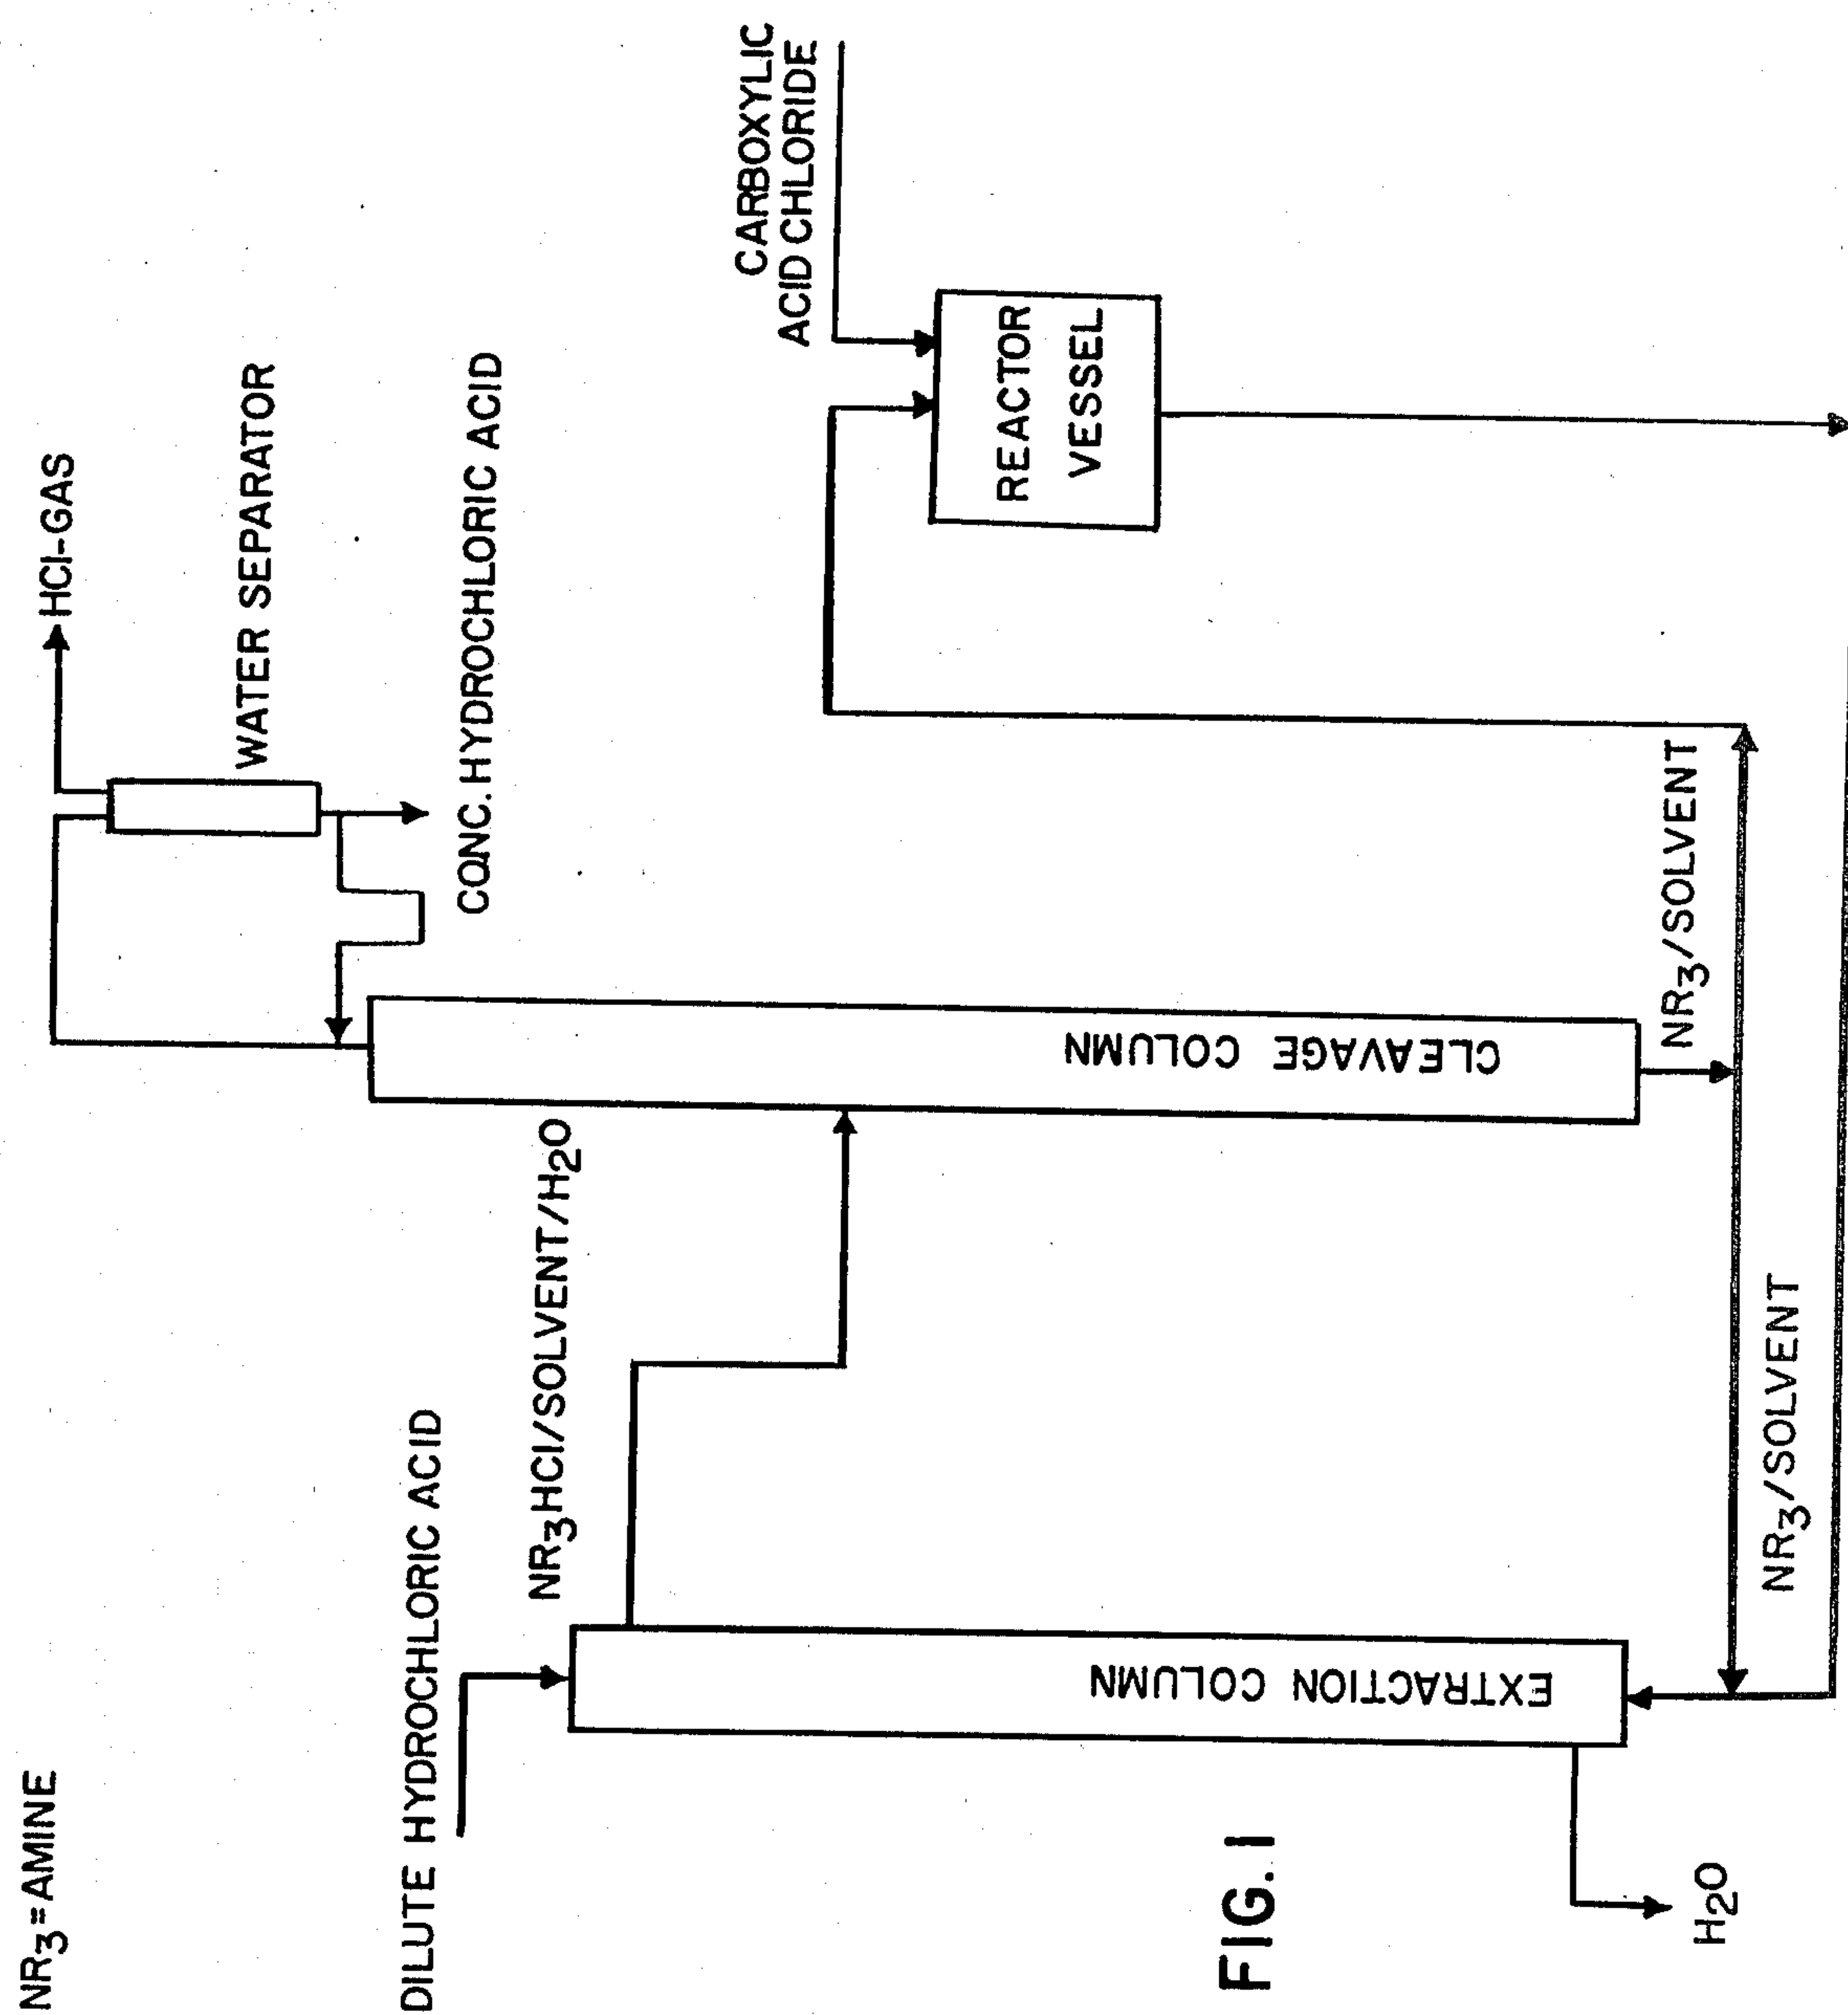 NR3 = AMINE
HCl-GAS
WATER SEPARATOR
CONC. HYDROCHLORIC ACID
DILUTE HYDROCHLORIC ACID
NR3HCl/SOLVENT/H2O
CARBOXYLIC
ACID CHLORIDE
REACTOR
VESSEL
EXTRACTION COLUMN
CLEAVAGE COLUMN
NR3/SOLVENT
NR3/SOLVENT
H2O
FIG. 1